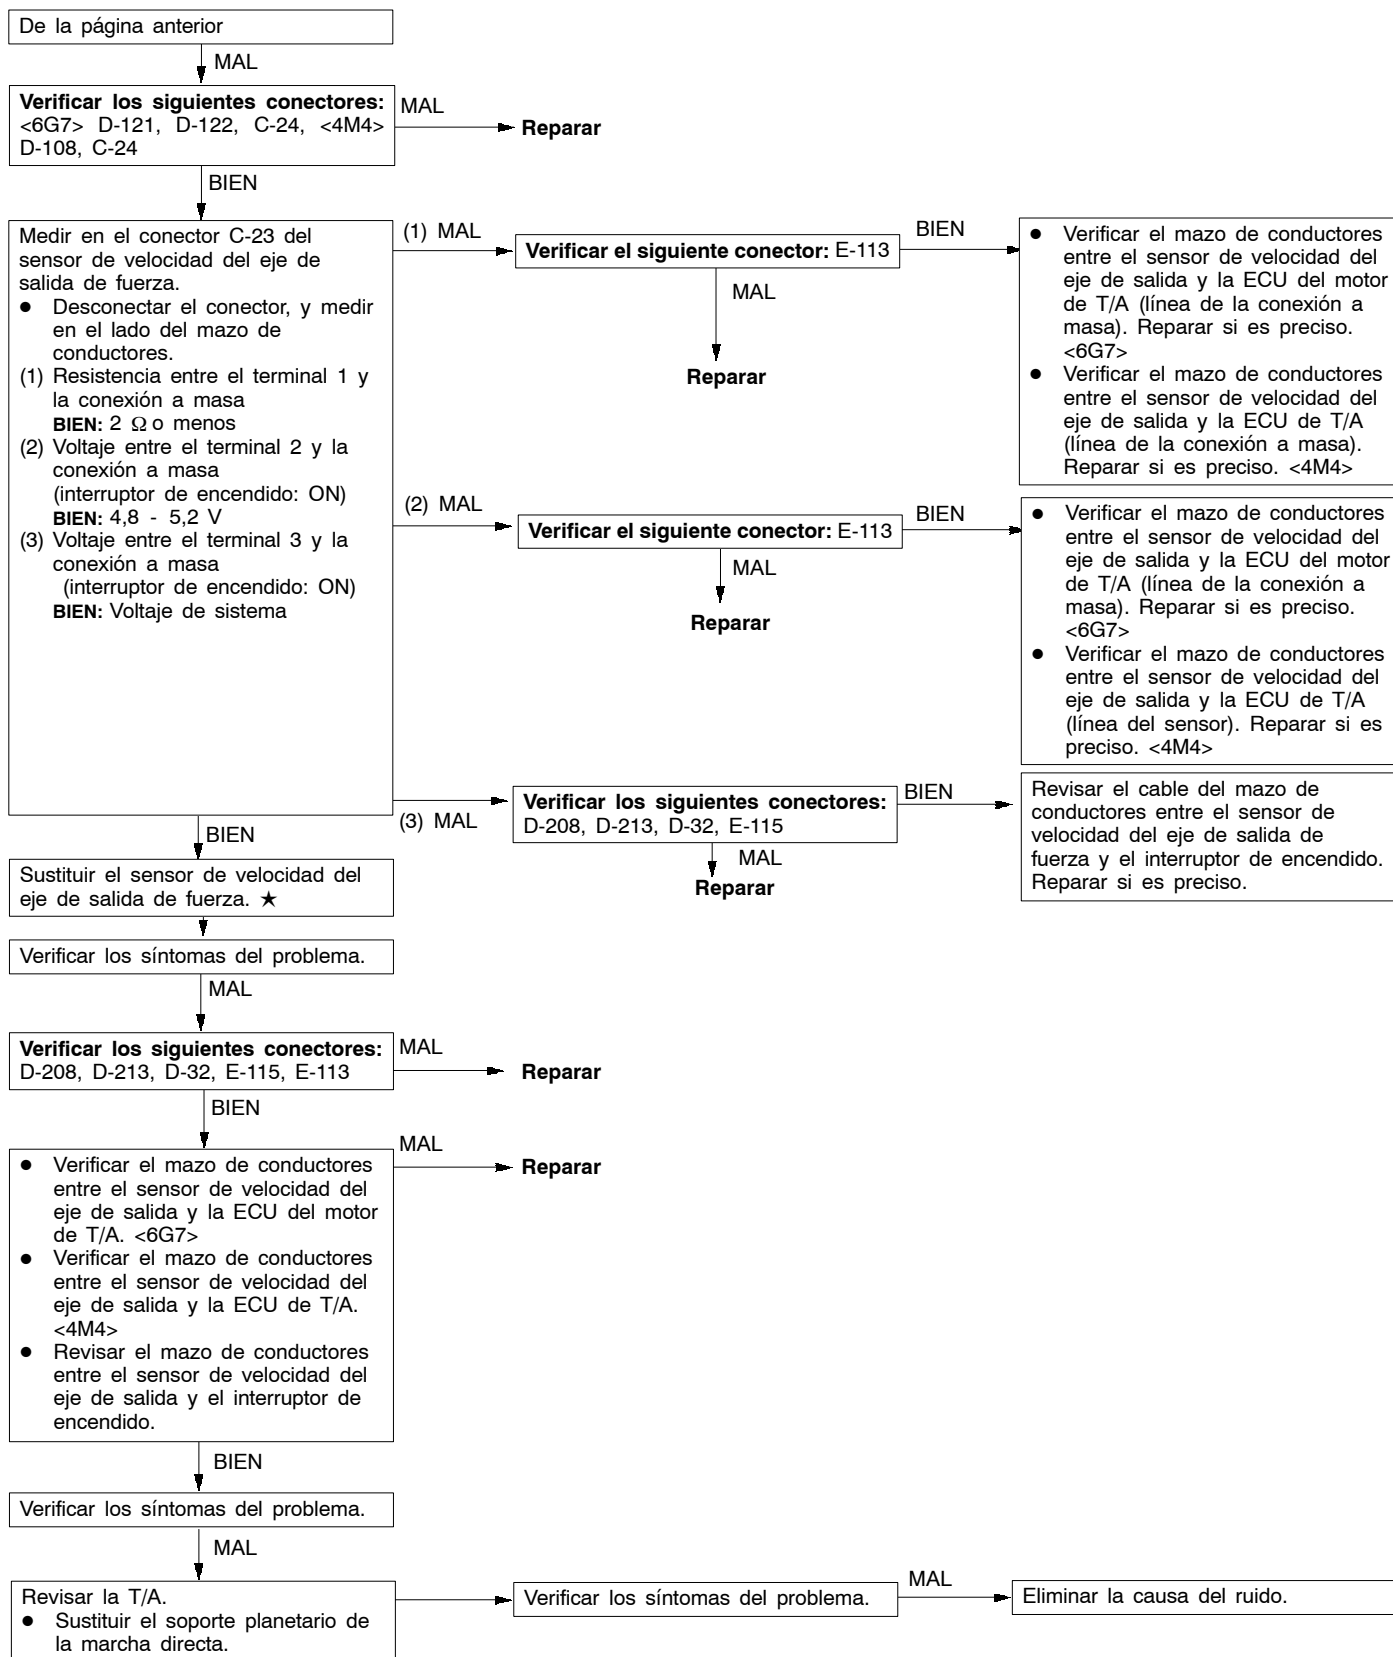 De la página anterior
MAL
Verificar los siguientes conectores:
<6G7> D-121, D-122, C-24, <4M4>
D-108, C-24
MAL
Reparar
BIEN
Medir en el conector C-23 del
sensor de velocidad del eje de
salida de fuerza.
● Desconectar el conector, y medir
en el lado del mazo de
conductores.
(1) Resistencia entre el terminal 1 y
la conexión a masa
BIEN: 2 Ω o menos
(2) Voltaje entre el terminal 2 y la
conexión a masa
(interruptor de encendido: ON)
BIEN: 4,8 - 5,2 V
(3) Voltaje entre el terminal 3 y la
conexión a masa
(interruptor de encendido: ON)
BIEN: Voltaje de sistema
(1) MAL
Verificar el siguiente conector: E-113
MAL
Reparar
BIEN
● Verificar el mazo de conductores
entre el sensor de velocidad del
eje de salida y la ECU del motor
de T/A (línea de la conexión a
masa). Reparar si es preciso.
<6G7>
● Verificar el mazo de conductores
entre el sensor de velocidad del
eje de salida y la ECU de T/A
(línea de la conexión a masa).
Reparar si es preciso. <4M4>
(2) MAL
Verificar el siguiente conector: E-113
MAL
Reparar
BIEN
● Verificar el mazo de conductores
entre el sensor de velocidad del
eje de salida y la ECU del motor
de T/A (línea de la conexión a
masa). Reparar si es preciso.
<6G7>
● Verificar el mazo de conductores
entre el sensor de velocidad del
eje de salida y la ECU de T/A
(línea del sensor). Reparar si es
preciso. <4M4>
(3) MAL
Verificar los siguientes conectores:
D-208, D-213, D-32, E-115
MAL
Reparar
BIEN
Revisar el cable del mazo de
conductores entre el sensor de
velocidad del eje de salida de
fuerza y el interruptor de encendido.
Reparar si es preciso.
BIEN
Sustituir el sensor de velocidad del
eje de salida de fuerza. ★
Verificar los síntomas del problema.
MAL
Verificar los siguientes conectores:
D-208, D-213, D-32, E-115, E-113
MAL
Reparar
BIEN
● Verificar el mazo de conductores
entre el sensor de velocidad del
eje de salida y la ECU del motor
de T/A. <6G7>
● Verificar el mazo de conductores
entre el sensor de velocidad del
eje de salida y la ECU de T/A.
<4M4>
● Revisar el mazo de conductores
entre el sensor de velocidad del
eje de salida y el interruptor de
encendido.
MAL
Reparar
BIEN
Verificar los síntomas del problema.
MAL
Revisar la T/A.
● Sustituir el soporte planetario de
la marcha directa.
Verificar los síntomas del problema.
MAL
Eliminar la causa del ruido.